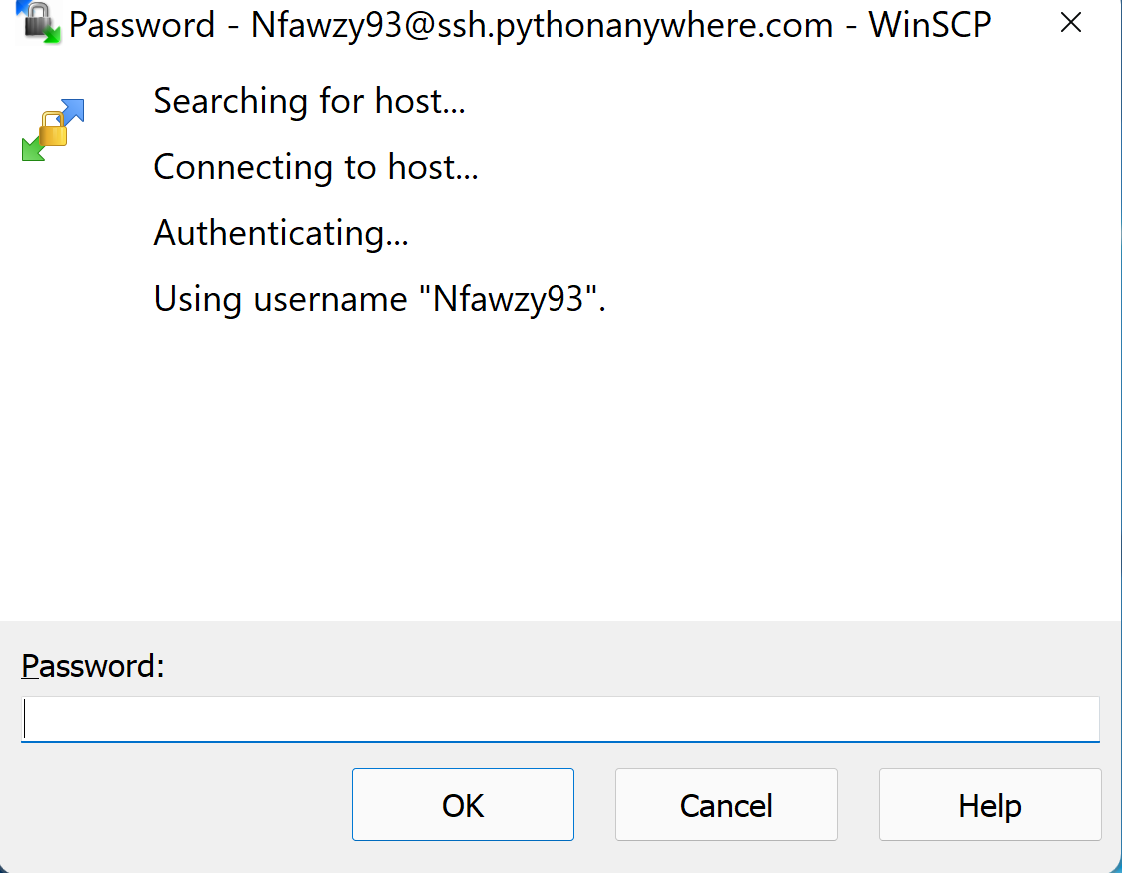 Password - Nfawzy93@ssh.pythonanywhere.com - WinSCP
Searching for host...
Connecting to host...
Authenticating...
Using username "Nfawzy93".
Password:
OK
Cancel
Help